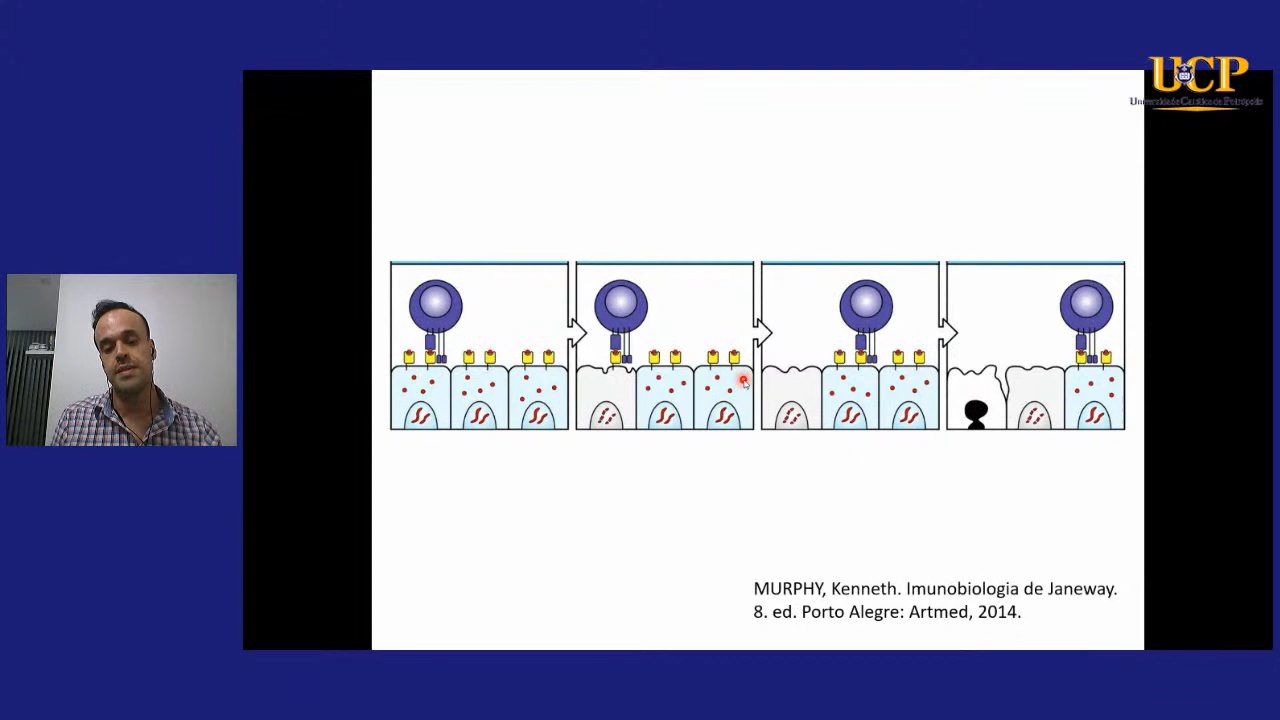 UCP
Universidade Católica de Petrópolis
MURPHY, Kenneth. Imunobiologia de Janeway.
8. ed. Porto Alegre: Artmed, 2014.